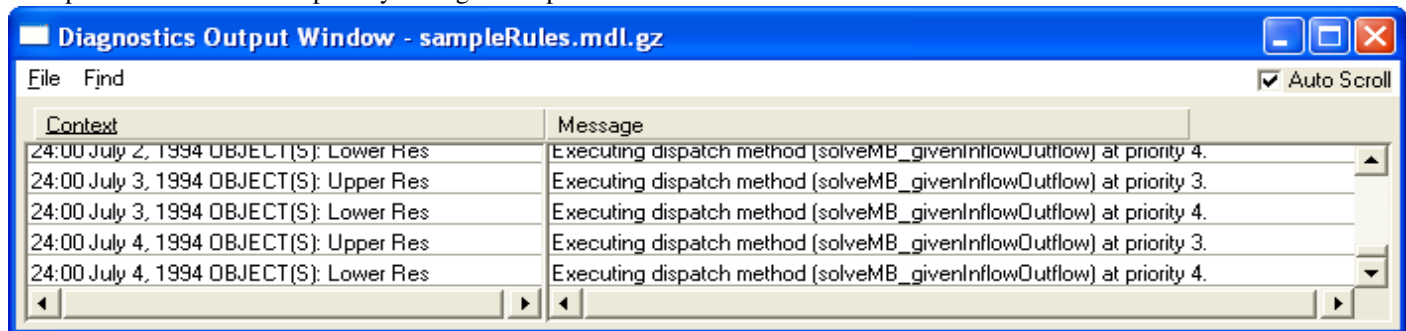 Diagnostics Output Window - sampleRules.mdl.gz
File Find Auto Scroll
Context Message
24:00 July 2, 1994 OBJECT(S): Lower Res Executing dispatch method (solveMB_givenInflowOutflow) at priority 4.
24:00 July 3, 1994 OBJECT(S): Upper Res Executing dispatch method (solveMB_givenInflowOutflow) at priority 3.
24:00 July 3, 1994 OBJECT(S): Lower Res Executing dispatch method (solveMB_givenInflowOutflow) at priority 4.
24:00 July 4, 1994 OBJECT(S): Upper Res Executing dispatch method (solveMB_givenInflowOutflow) at priority 3.
24:00 July 4, 1994 OBJECT(S): Lower Res Executing dispatch method (solveMB_givenInflowOutflow) at priority 4.